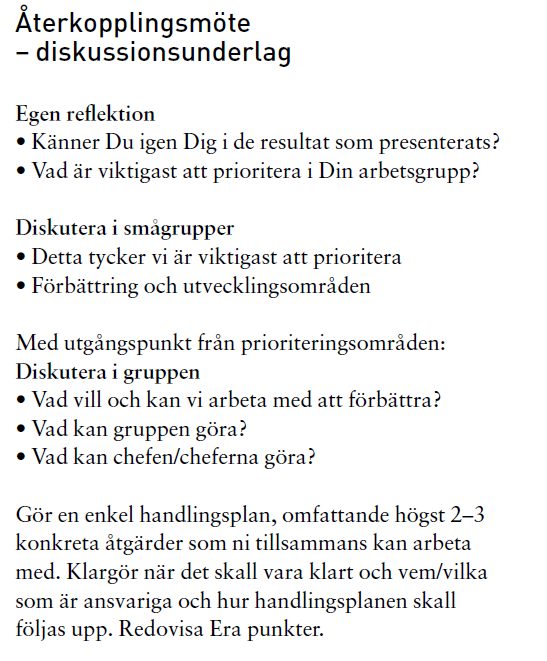 Återkopplingsmöte
– diskussionsunderlag
Egen reflektion
• Känner Du igen Dig i de resultat som presenterats?
• Vad är viktigast att prioritera i Din arbetsgrupp?
Diskutera i smågrupper
• Detta tycker vi är viktigast att prioritera
• Förbättring och utvecklingsområden
Med utgångspunkt från prioriteringsområden:
Diskutera i gruppen
• Vad vill och kan vi arbeta med att förbättra?
• Vad kan gruppen göra?
• Vad kan chefen/cheferna göra?
Gör en enkel handlingsplan, omfattande högst 2–3
konkreta åtgärder som ni tillsammans kan arbeta
med. Klargör när det skall vara klart och vem/vilka
som är ansvariga och hur handlingsplanen skall
följas upp. Redovisa Era punkter.